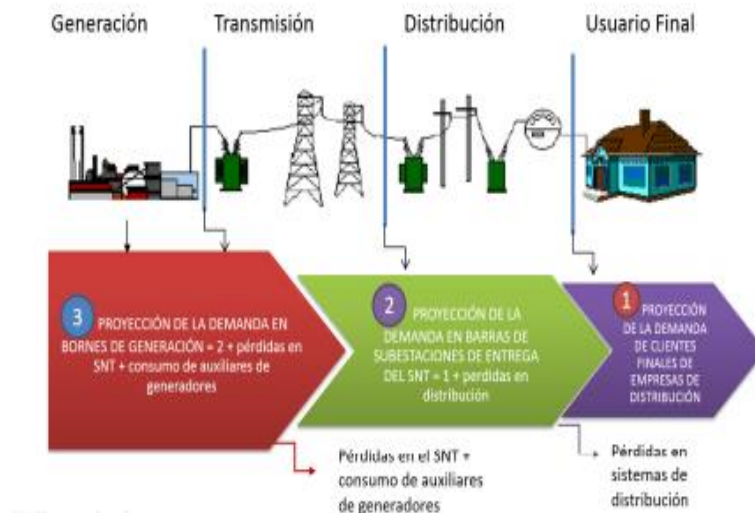 Generación Transmisión Distribución Usuario Final
3 PROYECCIÓN DE LA DEMANDA EN
BORNES DE GENERACIÓN = 2 + pérdidas en
SNT + consumo de auxiliares de
generadores
2 PROYECCIÓN DE LA
DEMANDA EN BARRAS DE
SUBESTACIONES DE ENTREGA
DEL SNT = 1 + perdidas en
distribución
1 PROYECCIÓN
DE LA DEMANDA
DE CLIENTES
FINALES DE
EMPRESAS DE
DISTRIBUCIÓN
Pérdidas en el SNT +
consumo de auxiliares
de generadores
Pérdidas en
sistemas de
distribución